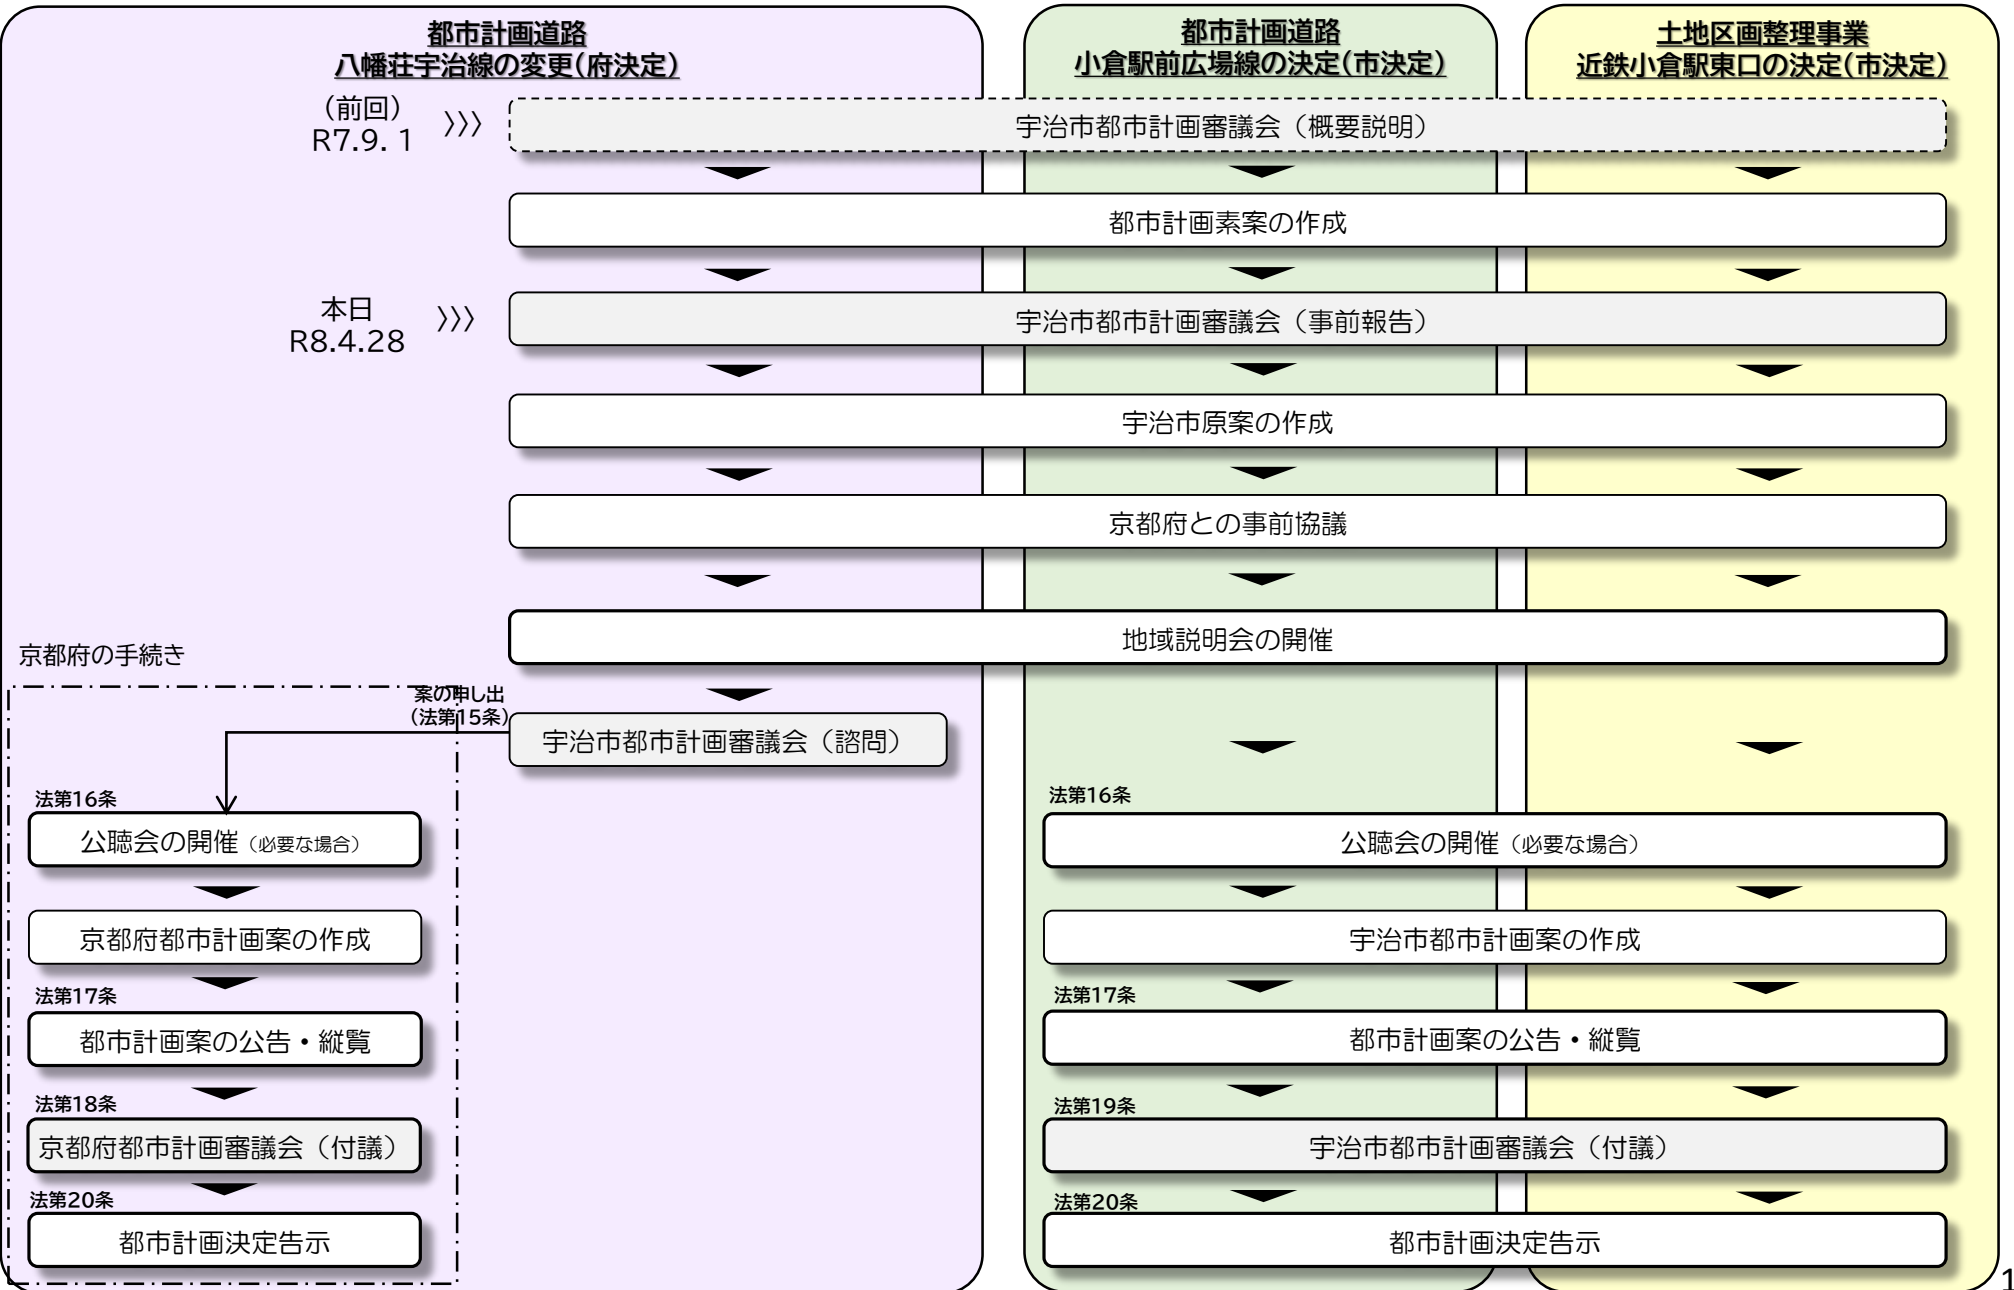 都市計画道路
八幡荘宇治線の変更（府決定）
都市計画道路
小倉駅前広場線の決定（市決定）
土地区画整理事業
近鉄小倉駅東口の決定（市決定）
（前回）
R7.9. 1
〉〉〉
宇治市都市計画審議会（概要説明）
都市計画素案の作成
本日
R8.4.28
〉〉〉
宇治市都市計画審議会（事前報告）
宇治市原案の作成
京都府との事前協議
地域説明会の開催
京都府の手続き
案の申し出
（法第15条）
宇治市都市計画審議会（諮問）
法第16条
公聴会の開催（必要な場合）
京都府都市計画案の作成
法第17条
都市計画案の公告・縦覧
法第18条
京都府都市計画審議会（付議）
法第20条
都市計画決定告示
法第16条
公聴会の開催（必要な場合）
宇治市都市計画案の作成
法第17条
都市計画案の公告・縦覧
法第19条
宇治市都市計画審議会（付議）
法第20条
都市計画決定告示
1